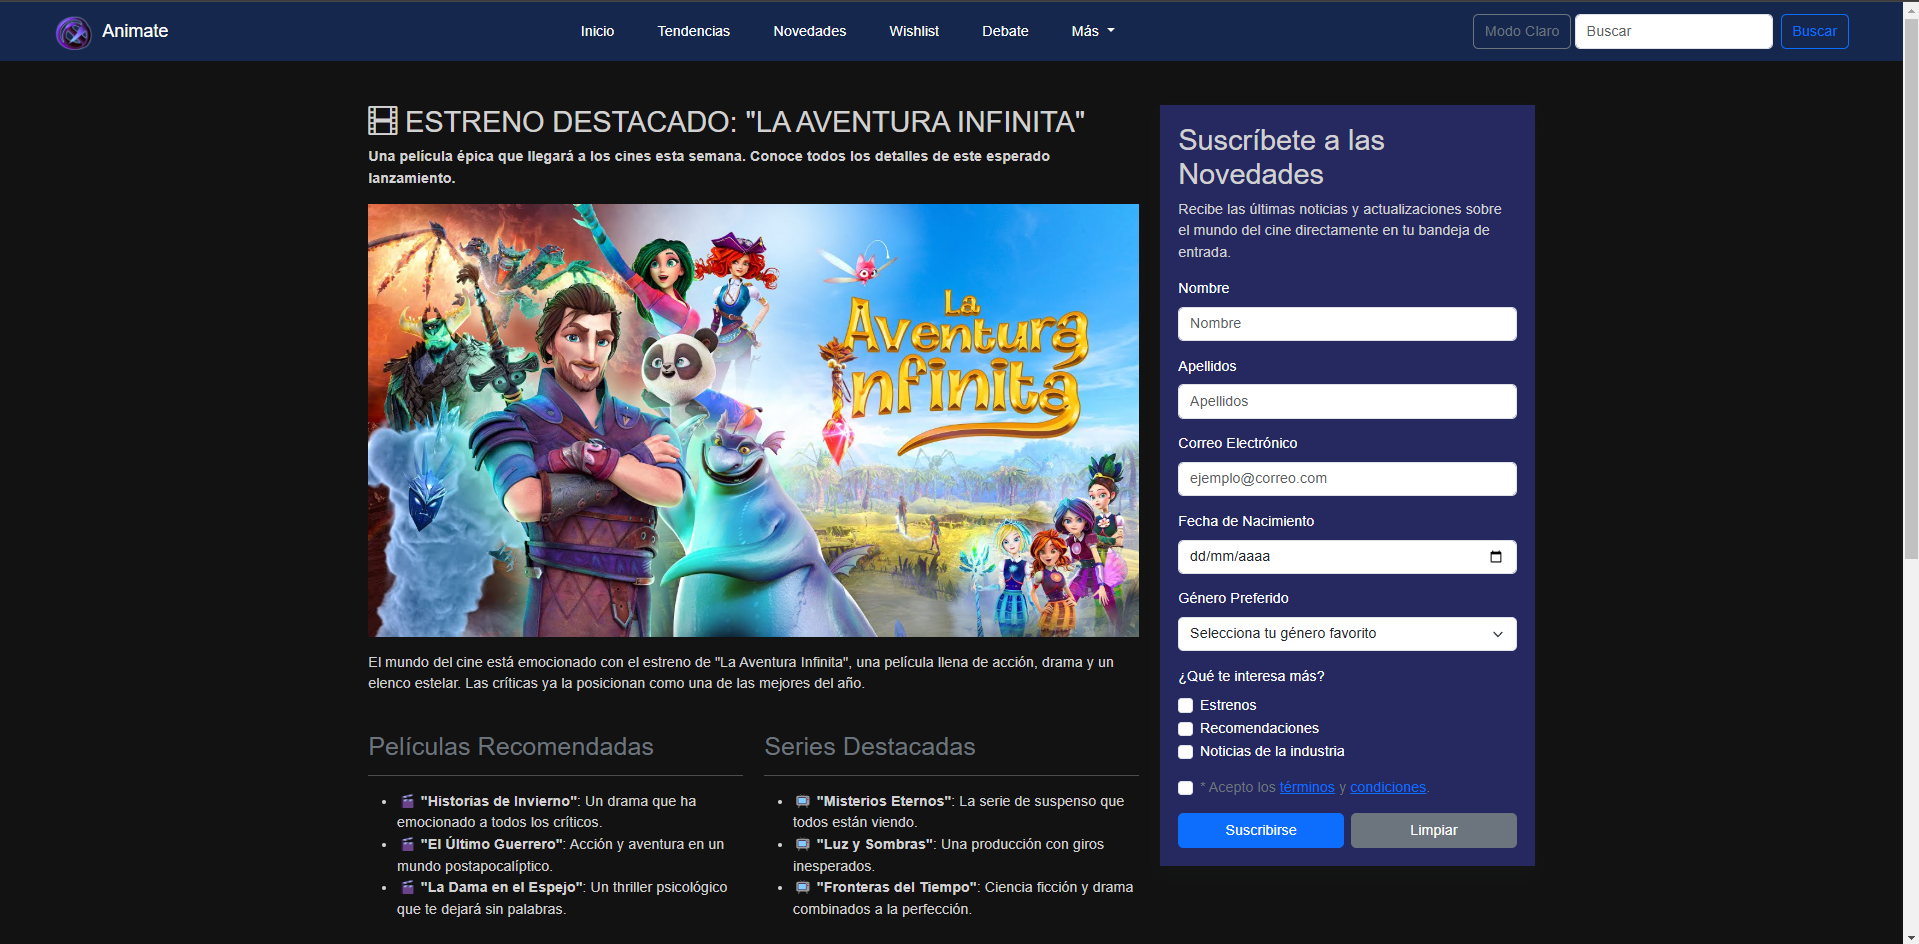 Animate
Inicio
Tendencias
Novedades
Wishlist
Debate
Más
Modo Claro
Buscar
Buscar
ESTRENO DESTACADO: "LA AVENTURA INFINITA"
Una película épica que llegará a los cines esta semana. Conoce todos los detalles de este esperado
lanzamiento.
La
Aventura
Infinita
El mundo del cine está emocionado con el estreno de "La Aventura Infinita", una película llena de acción, drama y un
elenco estelar. Las críticas ya la posicionan como una de las mejores del año.
Películas Recomendadas
"Historias de Invierno": Un drama que ha
emocionado a todos los críticos.
"El Último Guerrero": Acción y aventura en un
mundo postapocalíptico.
"La Dama en el Espejo": Un thriller psicológico
que te dejará sin palabras.
Series Destacadas
"Misterios Eternos": La serie de suspenso que
todos están viendo.
"Luz y Sombras": Una producción con giros
inesperados.
"Fronteras del Tiempo": Ciencia ficción y drama
combinados a la perfección.
Suscríbete a las
Novedades
Recibe las últimas noticias y actualizaciones sobre
el mundo del cine directamente en tu bandeja de
entrada.
Nombre
Nombre
Apellidos
Apellidos
Correo Electrónico
ejemplo@correo.com
Fecha de Nacimiento
dd/mm/aaaa
Género Preferido
Selecciona tu género favorito
¿Qué te interesa más?
Estrenos
Recomendaciones
Noticias de la industria
* Acepto los términos y condiciones.
Suscribirse
Limpiar